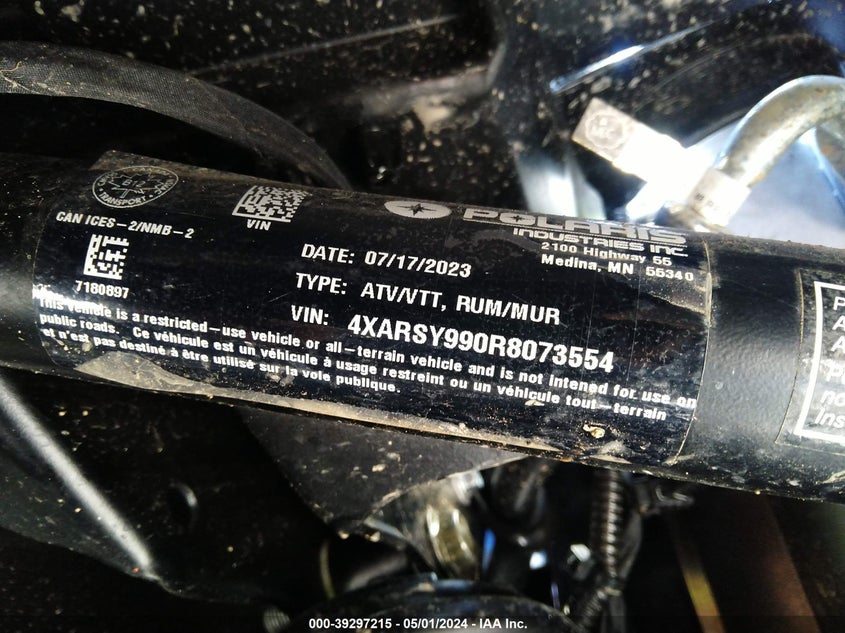 TRANSPORT
CAN ICES-2/NMB-2
VIN
7180897
POLARIS
INDUSTRIES INC.
2100 Highway 55
Medina, MN 55340
DATE: 07/17/2023
TYPE: ATV/VTT, RUM/MUR
VIN: 4XARSY990R8073554
This vehicle is a restricted-use vehicle or all-terrain vehicle and is not intened for use on
public roads. Ce véhicule est un véhicule à usage restreint ou un véhicule tout-terrain
et n'est pas destiné à être utilisé sur la voie publique.
000-39297215 - 05/01/2024 - IAA Inc.